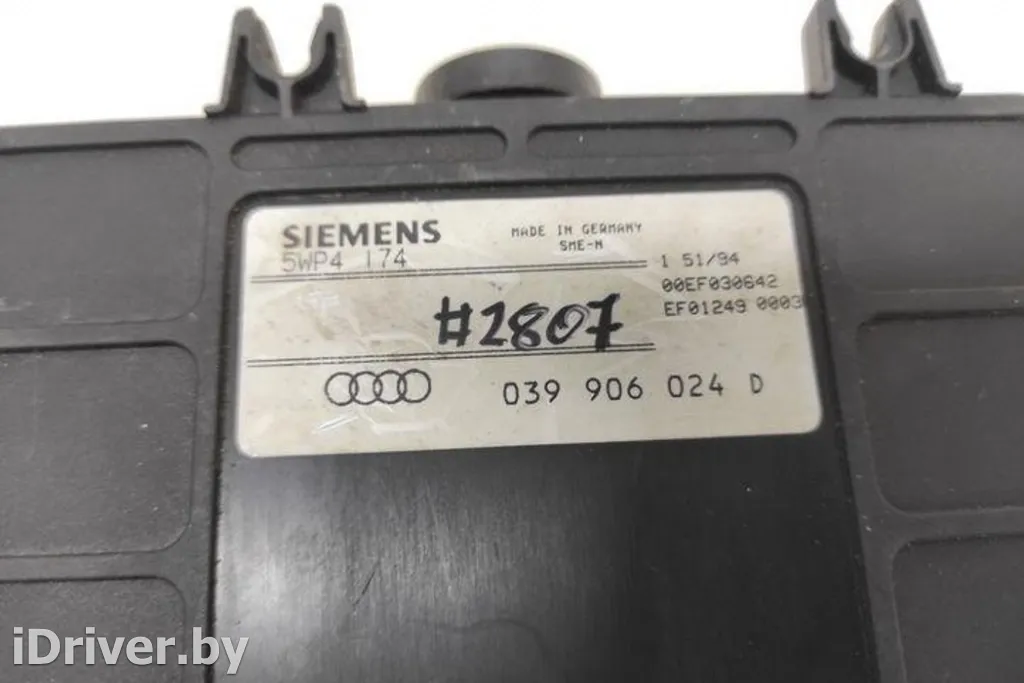 SIEMENS
5WP4 174
MADE IN GERMANY
SME-M
1 51/94
00EF030642
EF01249 0003
#2807
039 906 024 D
iDriver.by